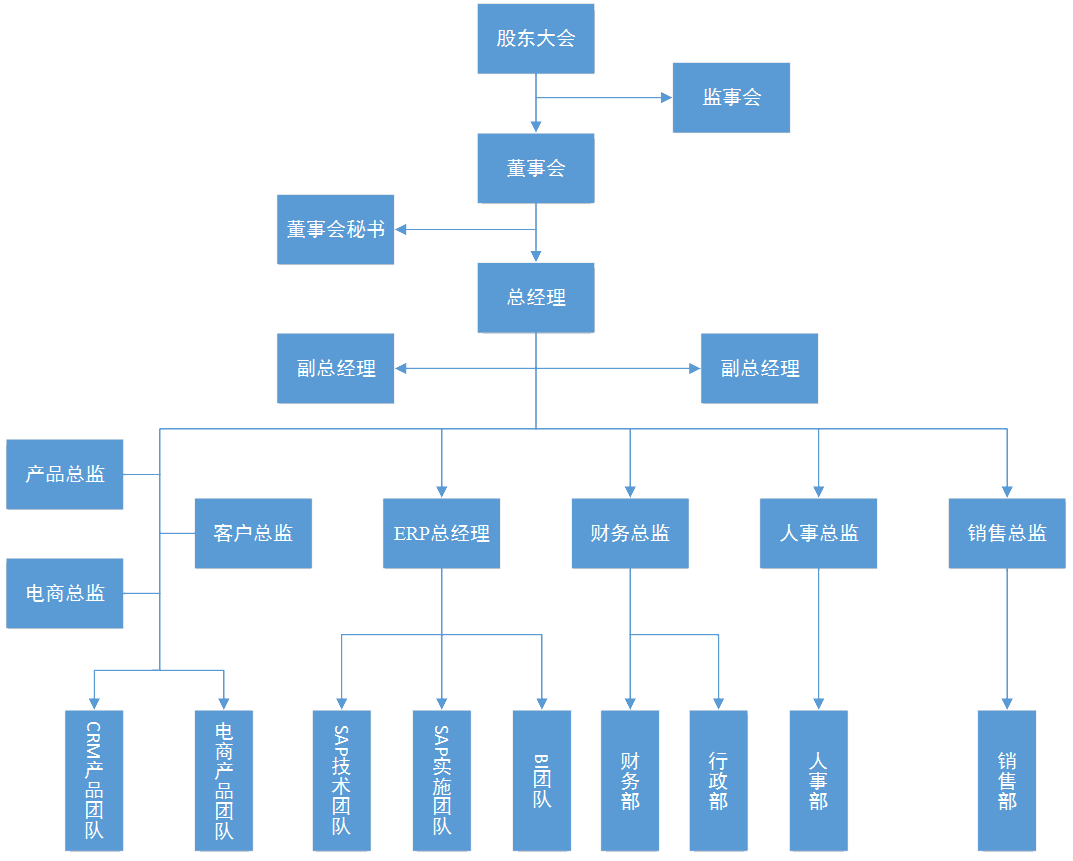 股东大会
监事会
董事会
董事会秘书
总经理
副总经理
副总经理
产品总监
客户总监
ERP总经理
财务总监
人事总监
销售总监
电商总监
CRM产品团队
电商产品团队
SAP技术团队
SAP实施团队
BI团队
财务部
行政部
人事部
销售部